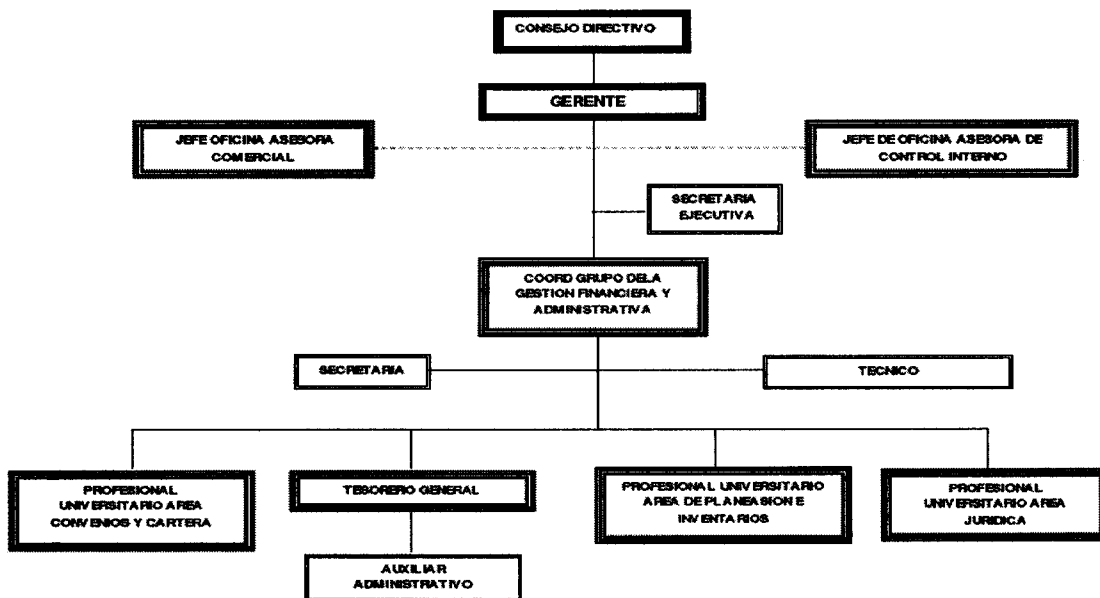 CONSEJO DIRECTIVO
GERENTE
JEFE OFICINA ASESORA
COMERCIAL
JEFE DE OFICINA ASESORA DE
CONTROL INTERNO
SECRETARIA
EJECUTIVA
COORD GRUPO DELA
GESTION FINANCIERA Y
ADMINISTRATIVA
SECRETARIA
TECNICO
PROFESIONAL
UNIVERSITARIO AREA
CONVENIOS Y CARTERA
TESORERO GENERAL
PROFESIONAL UNIVERSITARIO
AREA DE PLANEASION E
INVENTARIOS
PROFESIONAL
UNIVERSITARIO AREA
JURIDICA
AUXILIAR
ADMINISTRATIVO